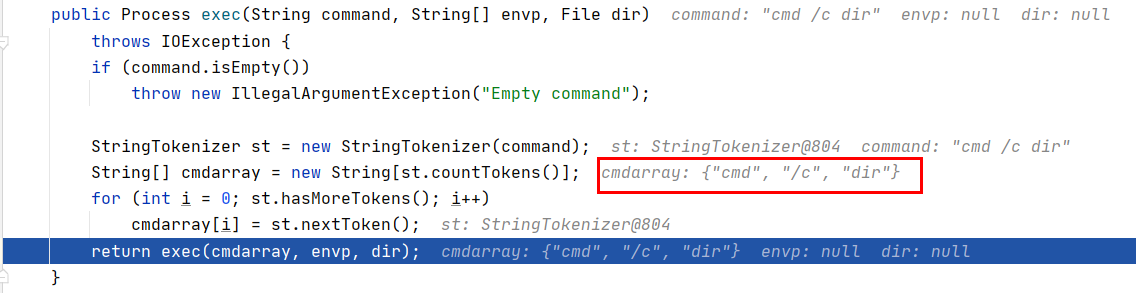 public Process exec(String command, String[] envp, File dir)  command: "cmd /c dir"  envp: null  dir: null
    throws IOException {
    if (command.isEmpty())
        throw new IllegalArgumentException("Empty command");

    StringTokenizer st = new StringTokenizer(command);  st: StringTokenizer@804  command: "cmd /c dir"
    String[] cmdarray = new String[st.countTokens()];  cmdarray: {"cmd", "/c", "dir"}
    for (int i = 0; st.hasMoreTokens(); i++)
        cmdarray[i] = st.nextToken();  st: StringTokenizer@804
    return exec(cmdarray, envp, dir);  cmdarray: {"cmd", "/c", "dir"}  envp: null  dir: null
}